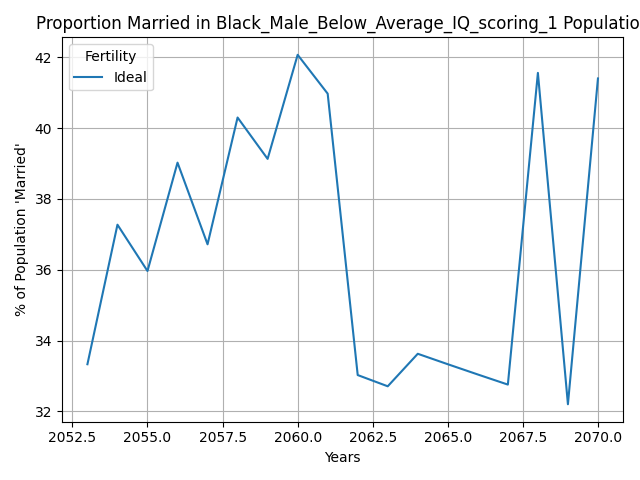 Proportion Married in Black_Male_Below_Average_IQ_scoring_1 Populatio
Fertility
Ideal
% of Population 'Married'
42
40
38
36
34
32
2052.5 2055.0 2057.5 2060.0 2062.5 2065.0 2067.5 2070.0
Years